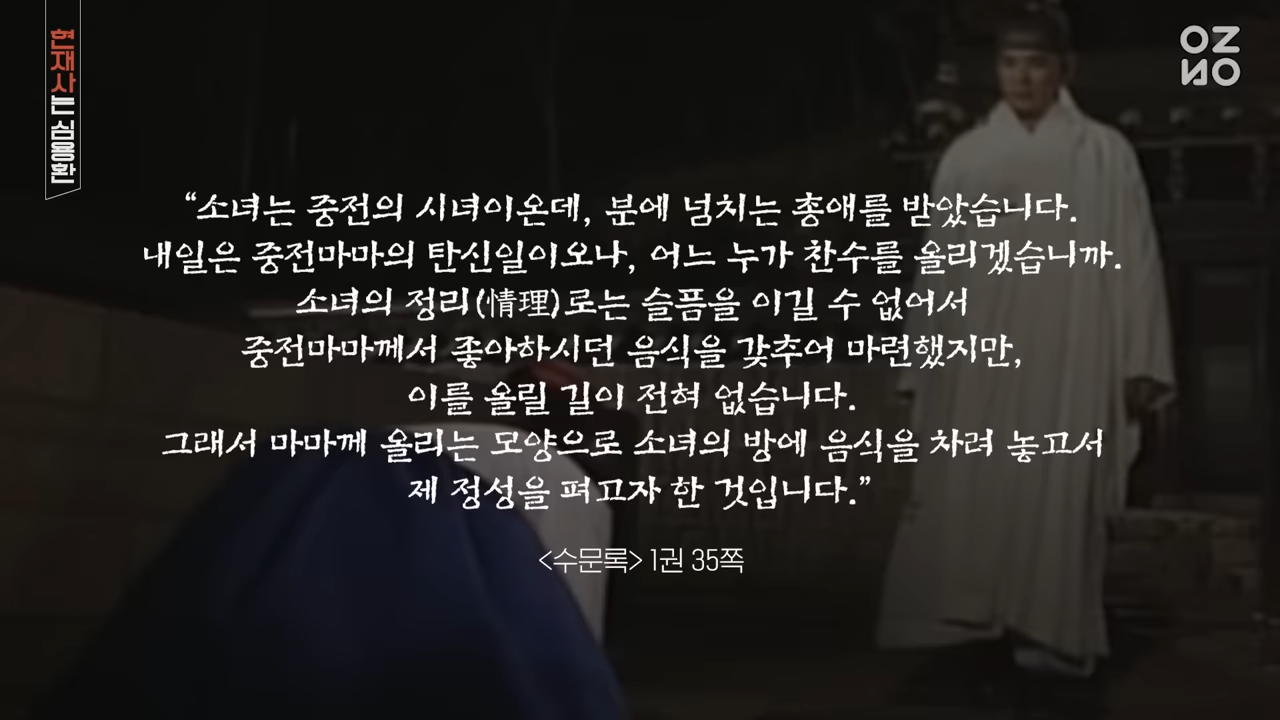 현재사는 심용환
OZ
NO
“소녀는 중전의 시녀이온데, 분에 넘치는 총애를 받았습니다.
내일은 중전마마의 탄신일이오나, 어느 누가 찬수를 올리겠습니까.
소녀의 정리(情理)로는 슬픔을 이길 수 없어서
중전마마께서 좋아하시던 음식을 갖추어 마련했지만,
이를 올릴 길이 전혀 없습니다.
그래서 마마께 올리는 모양으로 소녀의 방에 음식을 차려 놓고서
제 정성을 펴고자 한 것입니다.”
<수문록> 1권 35쪽